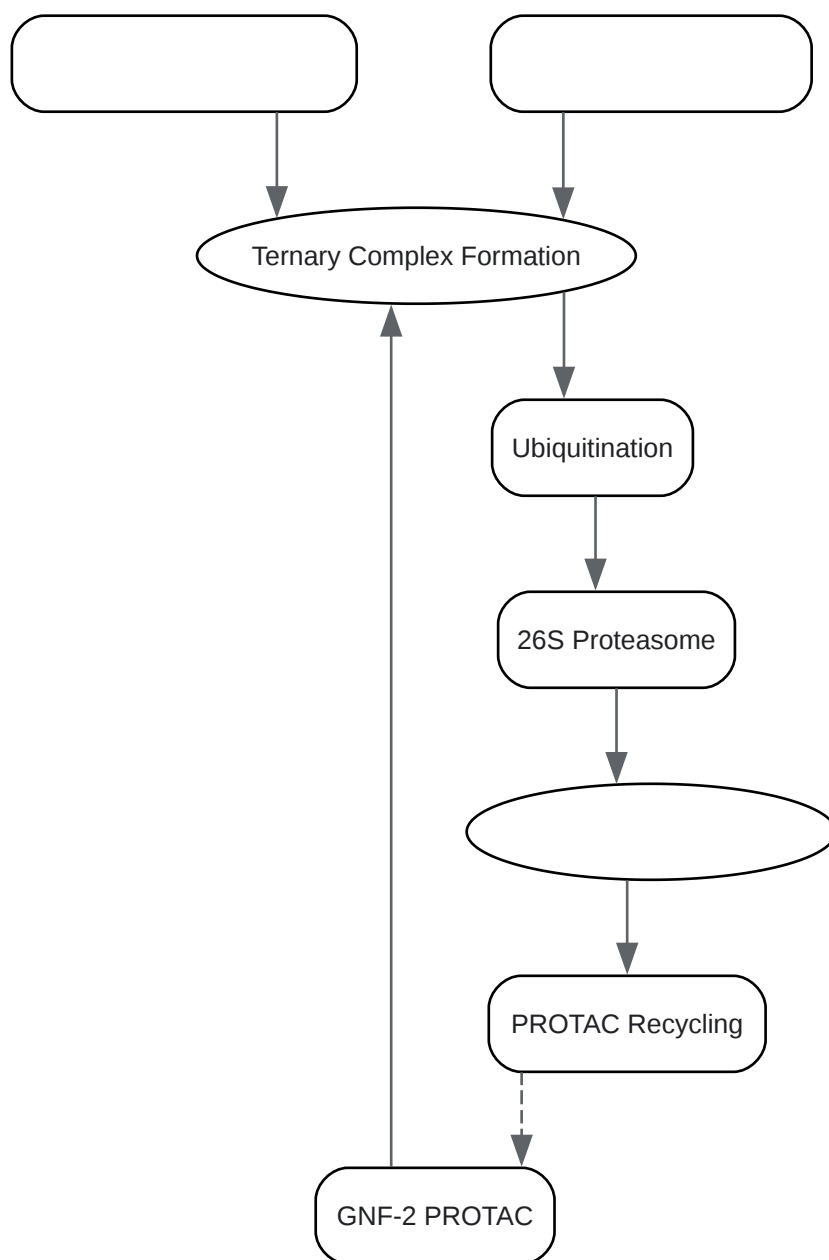 Ternary Complex Formation
Ubiquitination
26S Proteasome
PROTAC Recycling
GNF-2 PROTAC